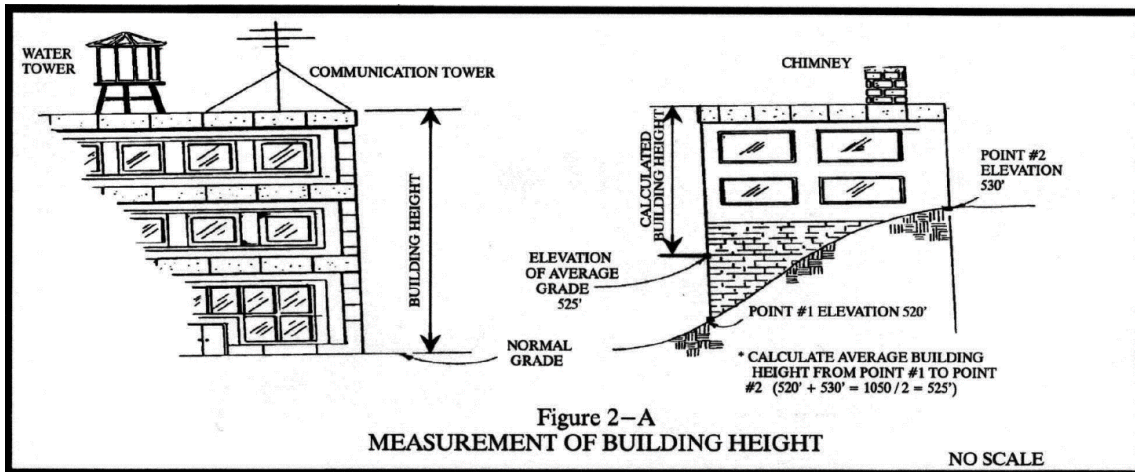 WATER
TOWER
COMMUNICATION TOWER
BUILDING HEIGHT
NORMAL
GRADE
CHIMNEY
CALCULATED
BUILDING HEIGHT
POINT #2
ELEVATION
530'
ELEVATION
OF AVERAGE
GRADE
525'
POINT #1 ELEVATION 520'
* CALCULATE AVERAGE BUILDING
HEIGHT FROM POINT #1 TO POINT
#2 (520' + 530' = 1050 / 2 = 525')
Figure 2-A
MEASUREMENT OF BUILDING HEIGHT
NO SCALE